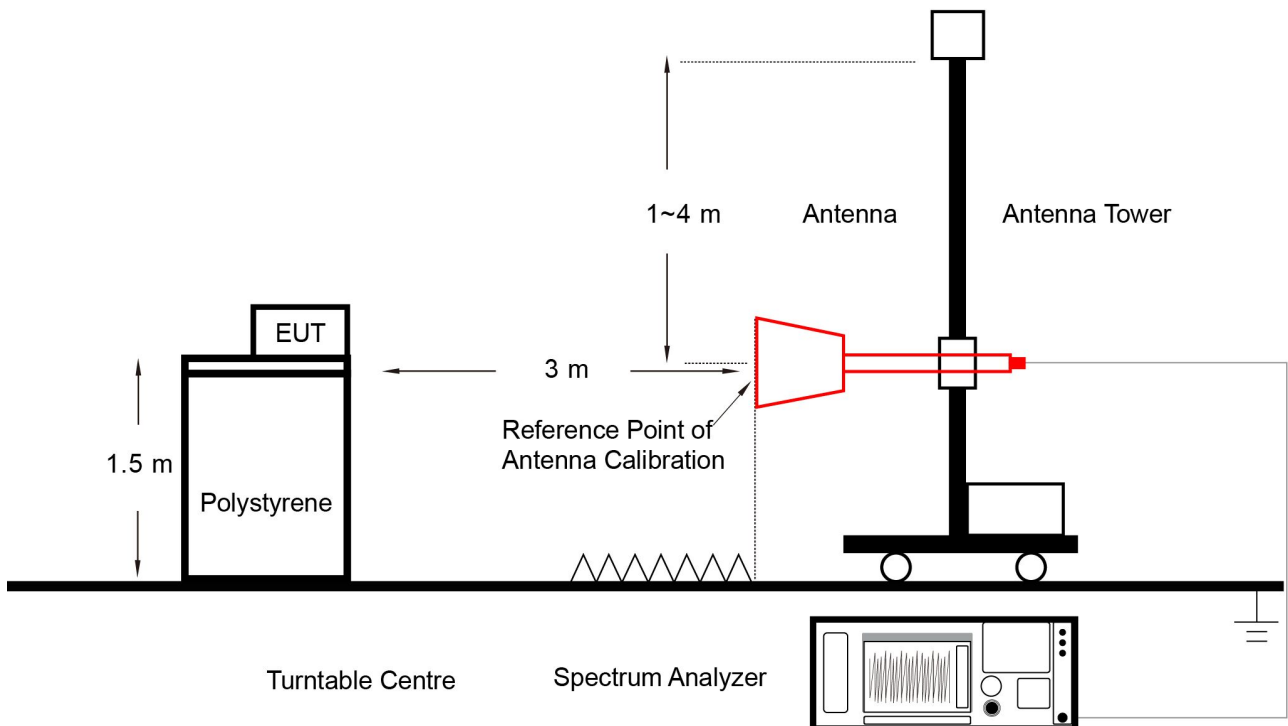 1~4 m
Antenna
Antenna Tower
EUT
3 m
Reference Point of
Antenna Calibration
1.5 m
Polystyrene
Turntable Centre
Spectrum Analyzer